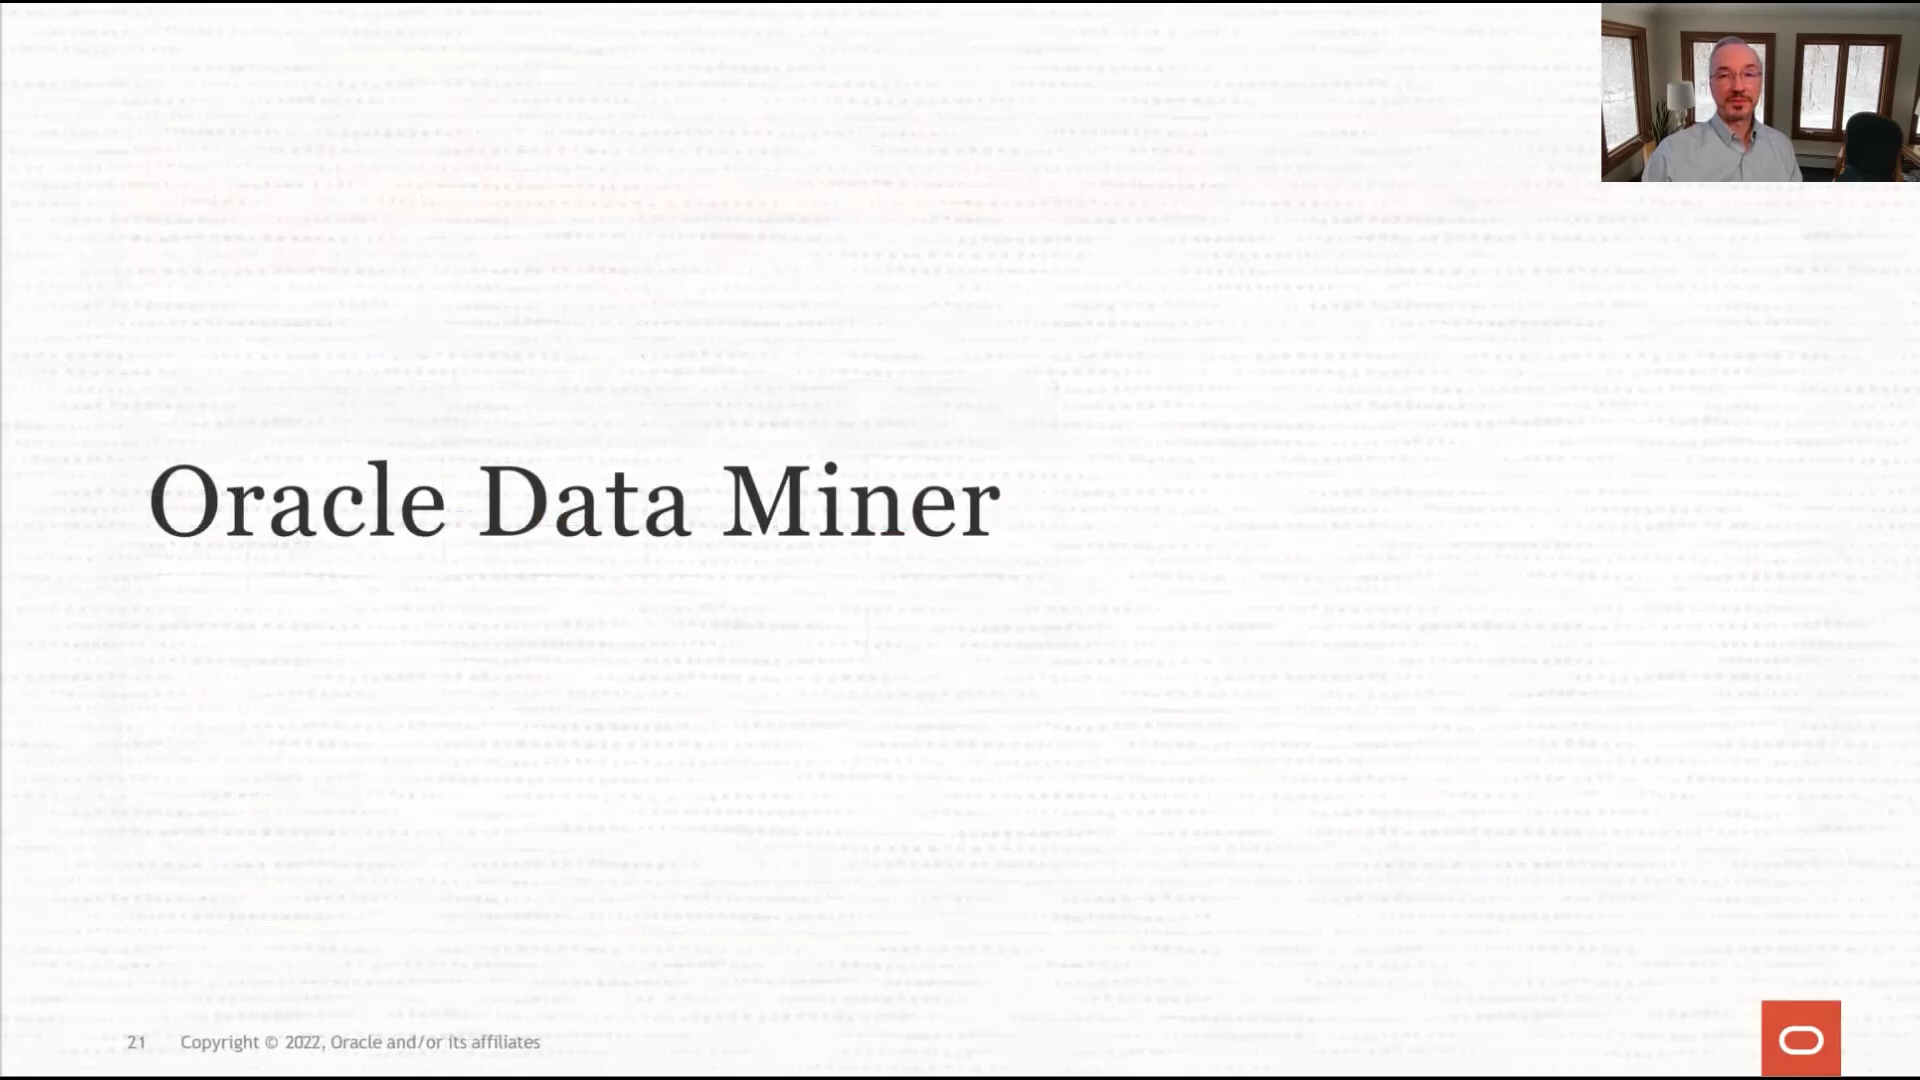 Oracle Data Miner
21 Copyright © 2022, Oracle and/or its affiliates